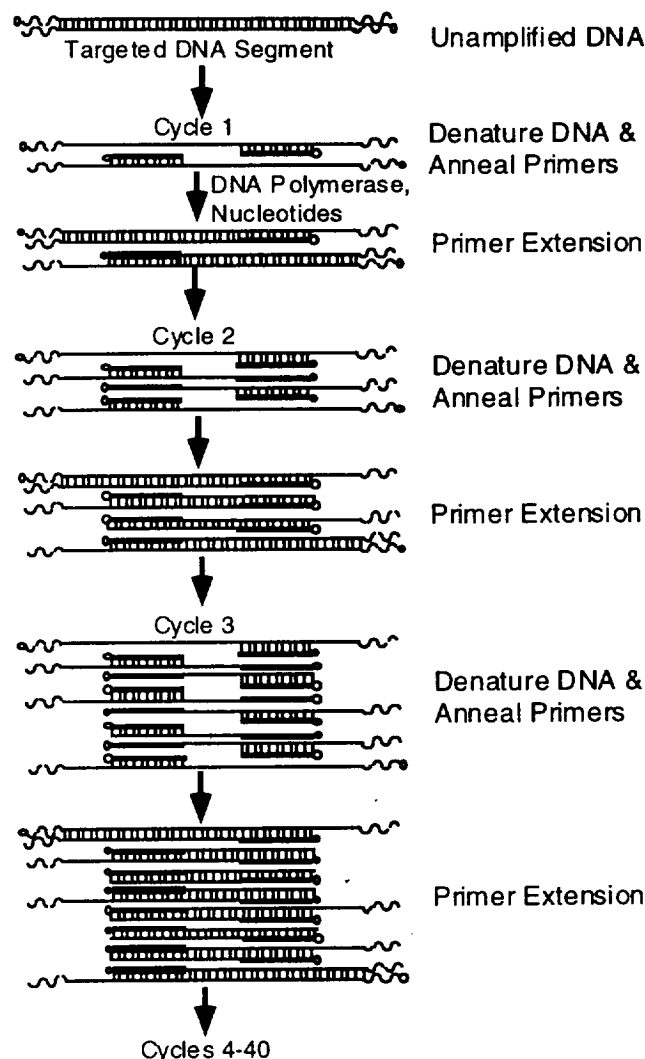 Unamplified DNA
Targeted DNA Segment
Cycle 1
Denature DNA &
Anneal Primers
DNA Polymerase,
Nucleotides
Primer Extension
Cycle 2
Denature DNA &
Anneal Primers
Primer Extension
Cycle 3
Denature DNA &
Anneal Primers
Primer Extension
Cycles 4-40